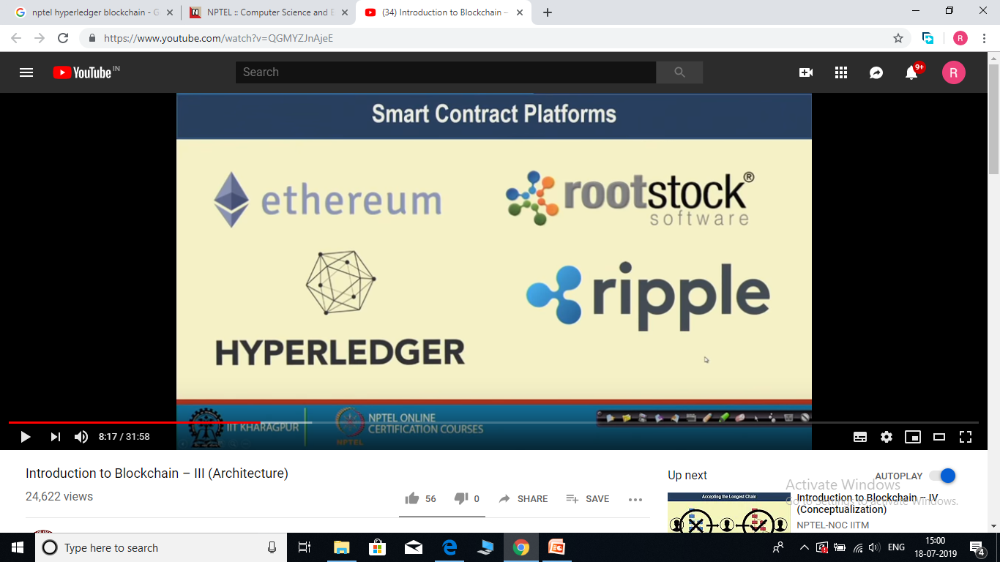 nptel hyperledger blockchain - G
NPTEL :: Computer Science and E
(34) Introduction to Blockchain –
https://www.youtube.com/watch?v=QGMYZJnAjeE
R
YouTube IN
Search
9+
R
Smart Contract Platforms
ethereum
rootstock®
software
HYPERLEDGER
ripple
IIT KHARAGPUR
NPTEL ONLINE
CERTIFICATION COURSES
NPTEL
8:17 / 31:58
Introduction to Blockchain – III (Architecture)
24,622 views
56
0
SHARE
SAVE
Up next
AUTOPLAY
Accepting the Longest Chain
Introduction to Blockchain – IV
(Conceptualization)
NPTEL-NOC IITM
Activate Windows
Go to Settings to activate Windows.
Type here to search
ENG
15:00
18-07-2019
4